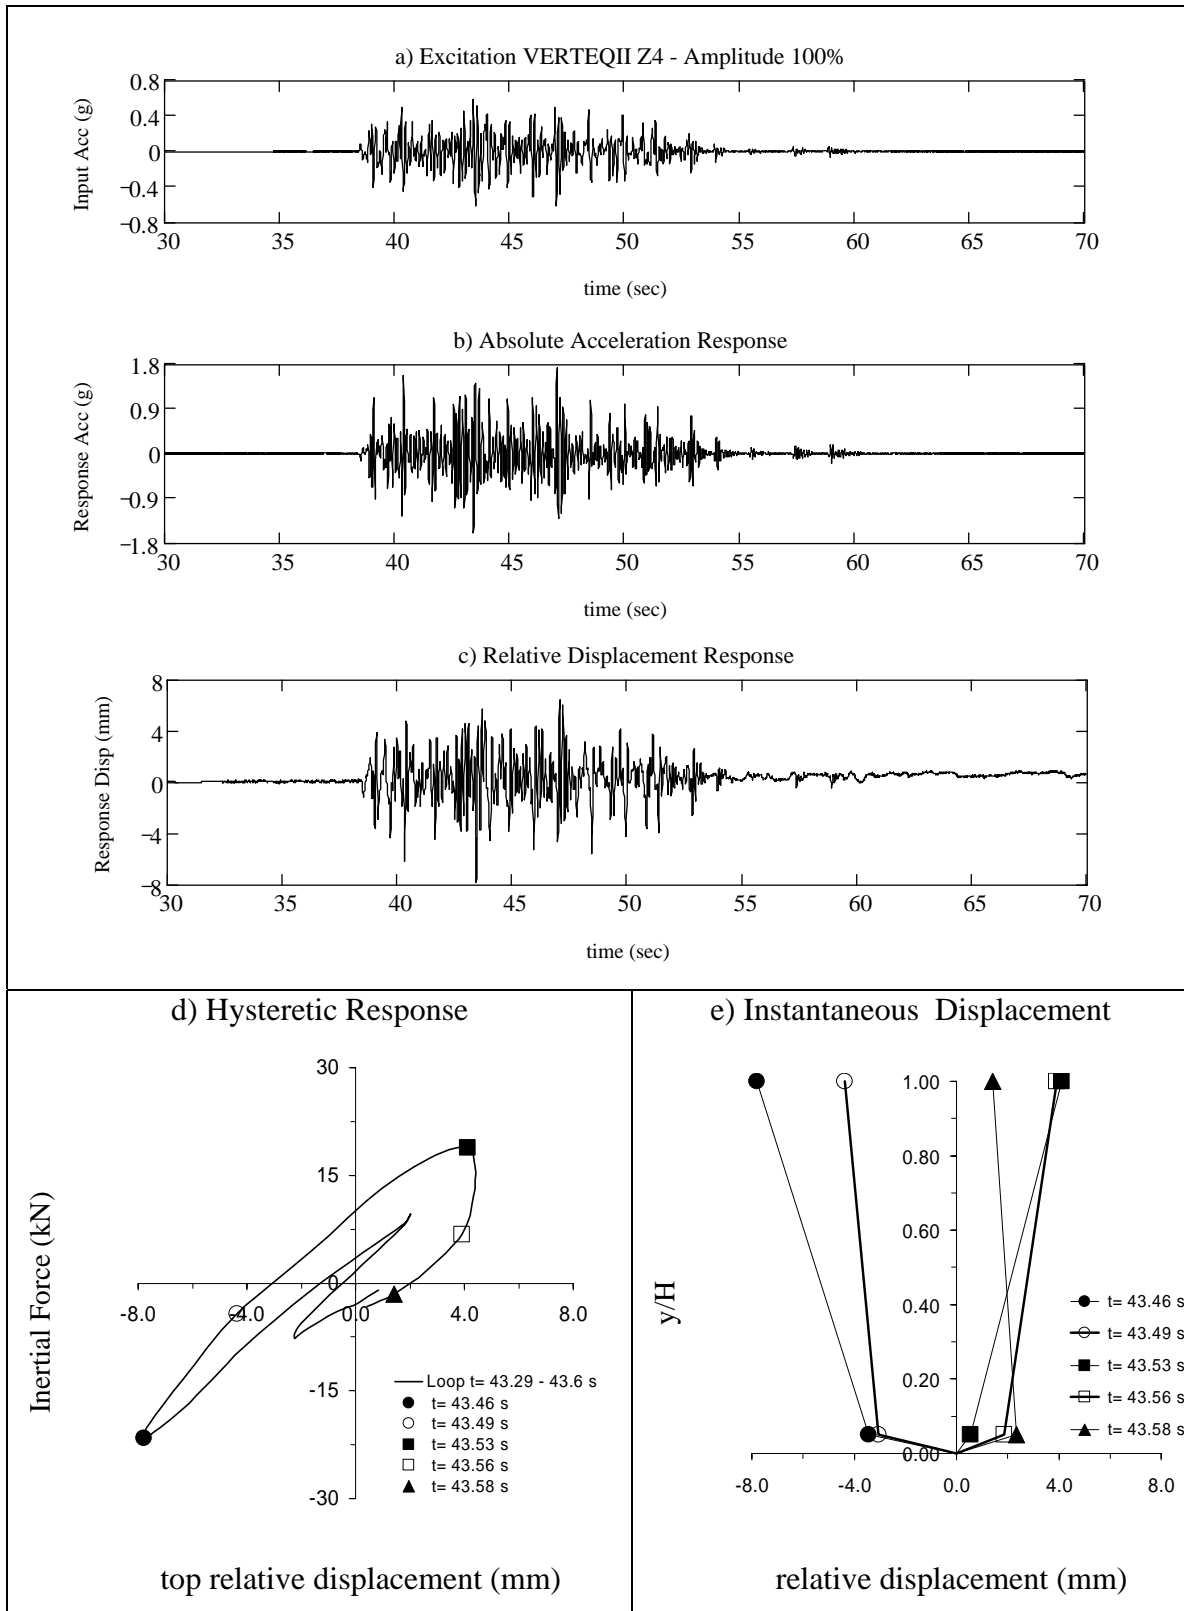 a) Excitation VERTEQII Z4 - Amplitude 100%
Input Acc (g)
0.8
0.4
0
−0.4
−0.8
30 35 40 45 50 55 60 65 70
time (sec)
b) Absolute Acceleration Response
Response Acc (g)
1.8
0.9
0
−0.9
−1.8
30 35 40 45 50 55 60 65 70
time (sec)
c) Relative Displacement Response
Response Disp (mm)
8
4
0
−4
−8
30 35 40 45 50 55 60 65 70
time (sec)
d) Hysteretic Response
Inertial Force (kN)
30
15
0
-15
-30
-8.0 -4.0 0.0 4.0 8.0
Loop t= 43.29 - 43.6 s
t= 43.46 s
t= 43.49 s
t= 43.53 s
t= 43.56 s
t= 43.58 s
top relative displacement (mm)
e) Instantaneous Displacement
y/H
1.00
0.80
0.60
0.40
0.20
0.00
-8.0 -4.0 0.0 4.0 8.0
t= 43.46 s
t= 43.49 s
t= 43.53 s
t= 43.56 s
t= 43.58 s
relative displacement (mm)